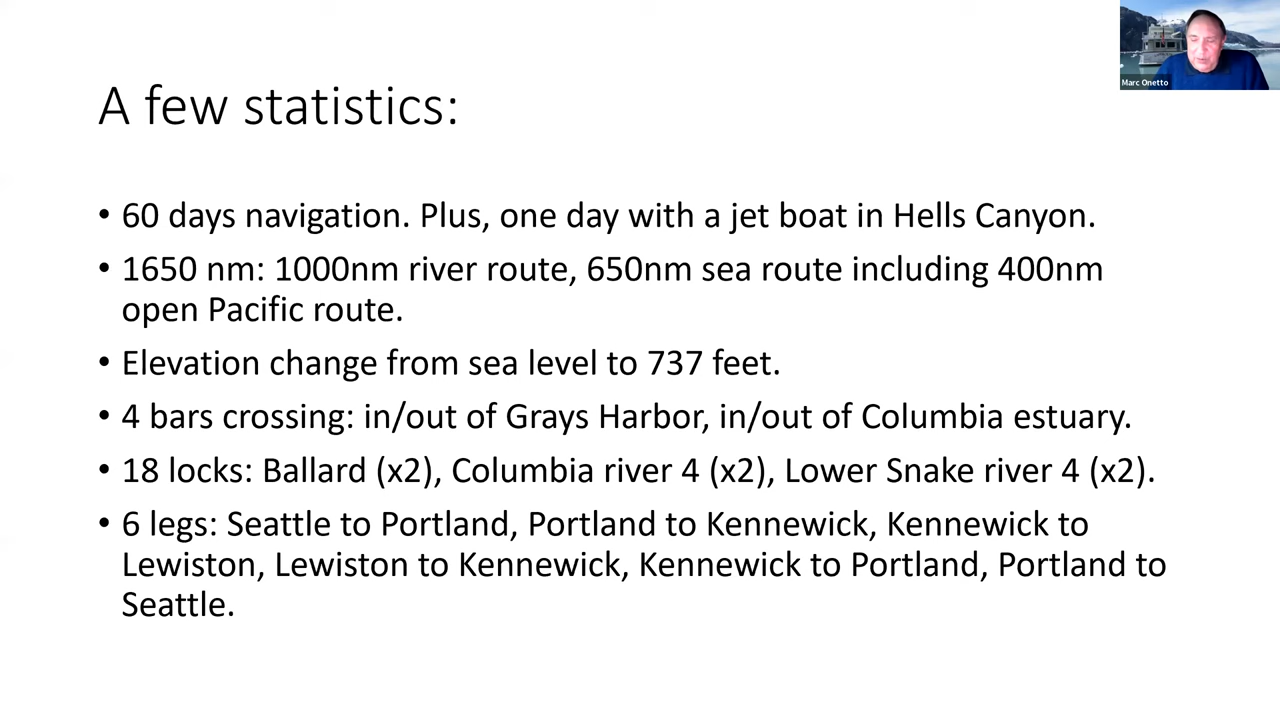 Marc Onetto
A few statistics:
• 60 days navigation. Plus, one day with a jet boat in Hells Canyon.
• 1650 nm: 1000nm river route, 650nm sea route including 400nm
open Pacific route.
• Elevation change from sea level to 737 feet.
• 4 bars crossing: in/out of Grays Harbor, in/out of Columbia estuary.
• 18 locks: Ballard (x2), Columbia river 4 (x2), Lower Snake river 4 (x2).
• 6 legs: Seattle to Portland, Portland to Kennewick, Kennewick to
Lewiston, Lewiston to Kennewick, Kennewick to Portland, Portland to
Seattle.